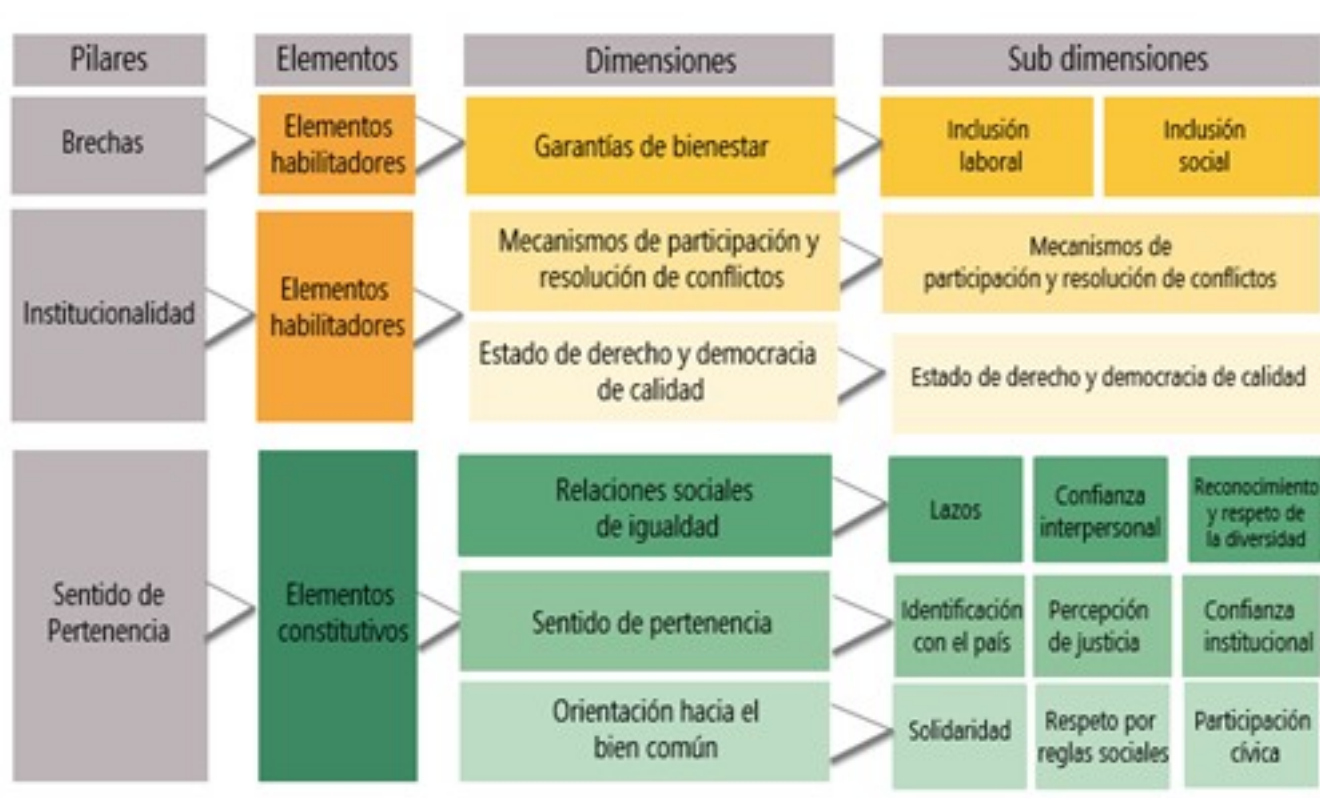 Pilares
Elementos
Dimensiones
Sub dimensiones
Brechas
Elementos
habilitadores
Garantías de bienestar
Inclusión
laboral
Inclusión
social
Institucionalidad
Elementos
habilitadores
Mecanismos de participación y
resolución de conflictos
Mecanismos de
participación y resolución de conflictos
Estado de derecho y democracia
de calidad
Estado de derecho y democracia de calidad
Sentido de
Pertenencia
Elementos
constitutivos
Relaciones sociales
de igualdad
Lazos
Confianza
interpersonal
Reconocimiento
y respeto de
la diversidad
Sentido de pertenencia
Identificación
con el país
Percepción
de justicia
Confianza
institucional
Orientación hacia el
bien común
Solidaridad
Respeto por
reglas sociales
Participación
cívica